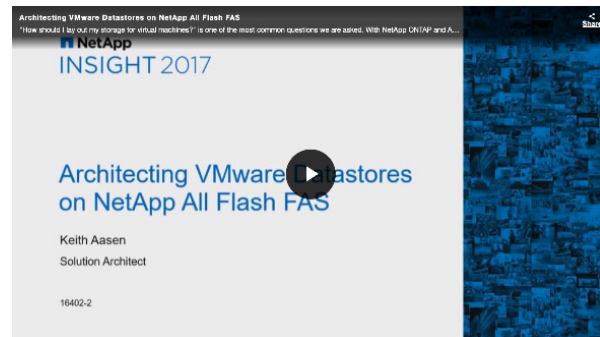 Architecting VMware Datastores on NetApp All Flash FAS
"How should I lay out my storage for virtual machines?" is one of the most common questions we are asked. With NetApp ONTAP and A...
Share
NetApp
INSIGHT 2017
Architecting VMware Datastores
on NetApp All Flash FAS
Keith Aasen
Solution Architect
16402-2